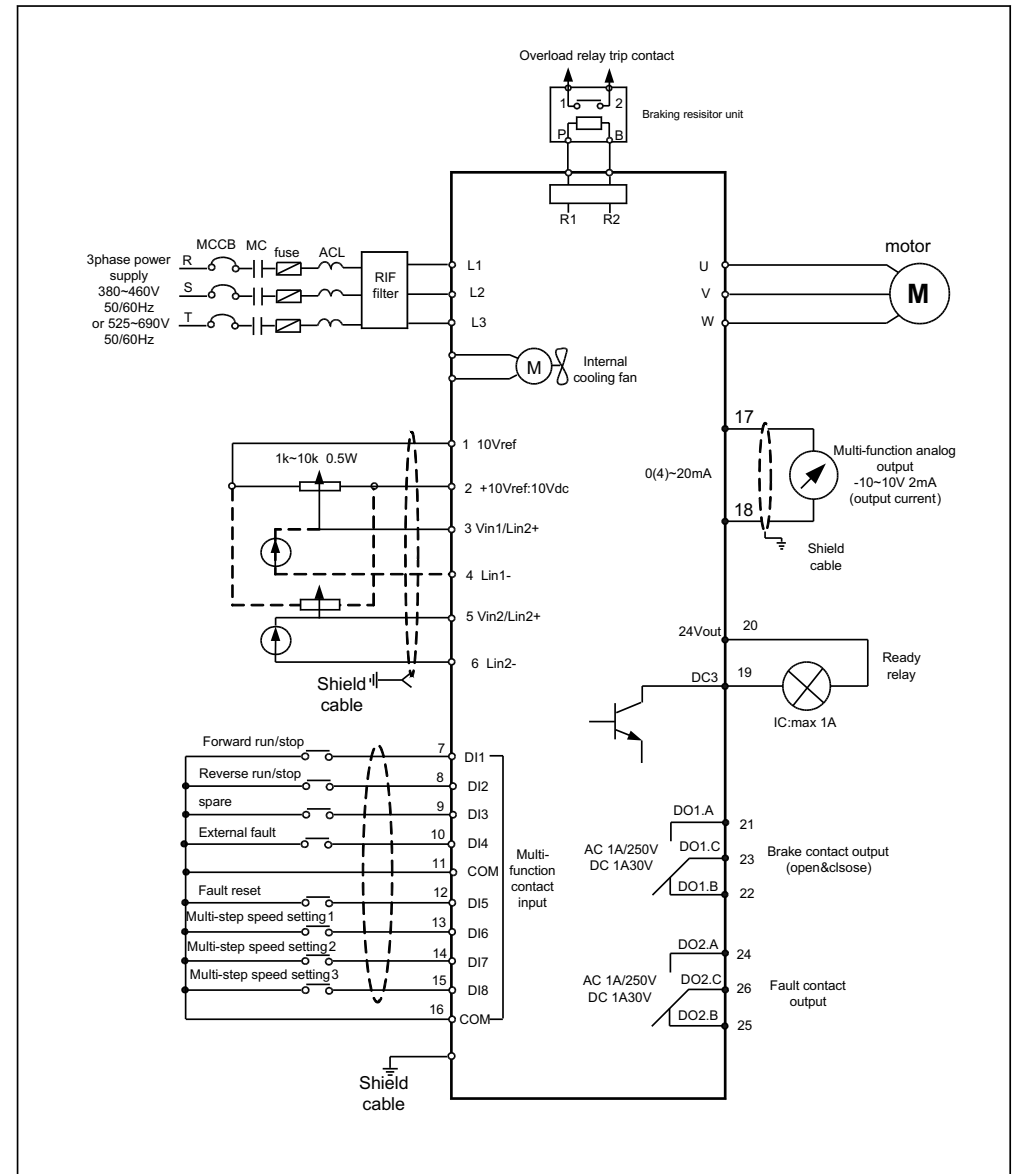 Overload relay trip contact
1
2
Braking resisitor unit
P
B
R1
R2
MCCB
MC
fuse
ACL
3phase power
supply
380~460V
50/60Hz
or 525~690V
50/60Hz
R
S
T
RIF
filter
L1
L2
L3
U
V
W
motor
M
M
Internal
cooling fan
1 10Vref
1k~10k 0.5W
2 +10Vref:10Vdc
3 Vin1/Lin2+
4 Lin1-
5 Vin2/Lin2+
6 Lin2-
Shield
cable
17
0(4)~20mA
Multi-function analog
output
-10~10V 2mA
(output current)
18
Shield
cable
24Vout
20
DC3
19
Ready
relay
IC:max 1A
Forward run/stop
7
DI1
Reverse run/stop
8
DI2
spare
9
DI3
External fault
10
DI4
11
COM
Fault reset
12
DI5
Multi-step speed setting1
13
DI6
Multi-step speed setting2
14
DI7
Multi-step speed setting3
15
DI8
16
COM
Multi-
function
contact
input
Shield
cable
DO1.A
21
AC 1A/250V
DC 1A30V
DO1.C
23
Brake contact output
(open&clsose)
DO1.B
22
DO2.A
24
AC 1A/250V
DC 1A30V
DO2.C
26
Fault contact
output
DO2.B
25